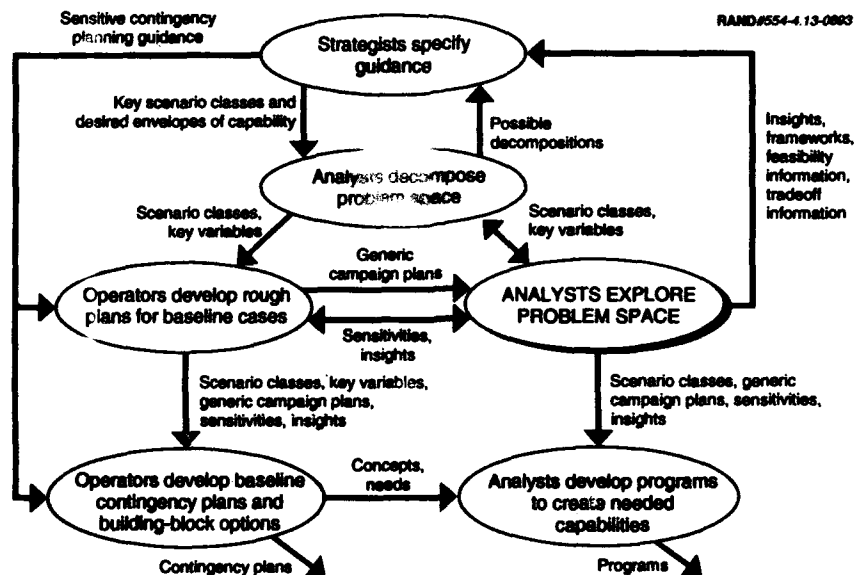 Sensitive contingency
planning guidance
RAND#554-4.13-0893
Strategists specify
guidance
Key scenario classes and
desired envelopes of capability
Possible
decompositions
Insights,
frameworks,
feasibility
information,
tradeoff
information
Analysts decompose
problem space
Scenario classes,
key variables
Scenario classes,
key variables
Generic
campaign plans
Operators develop rough
plans for baseline cases
ANALYSTS EXPLORE
PROBLEM SPACE
Sensitivities,
insights
Scenario classes, key variables,
generic campaign plans,
sensitivities, insights
Scenario classes, generic
campaign plans, sensitivities,
insights
Operators develop baseline
contingency plans and
building-block options
Concepts,
needs
Analysts develop programs
to create needed
capabilities
Contingency plans
Programs